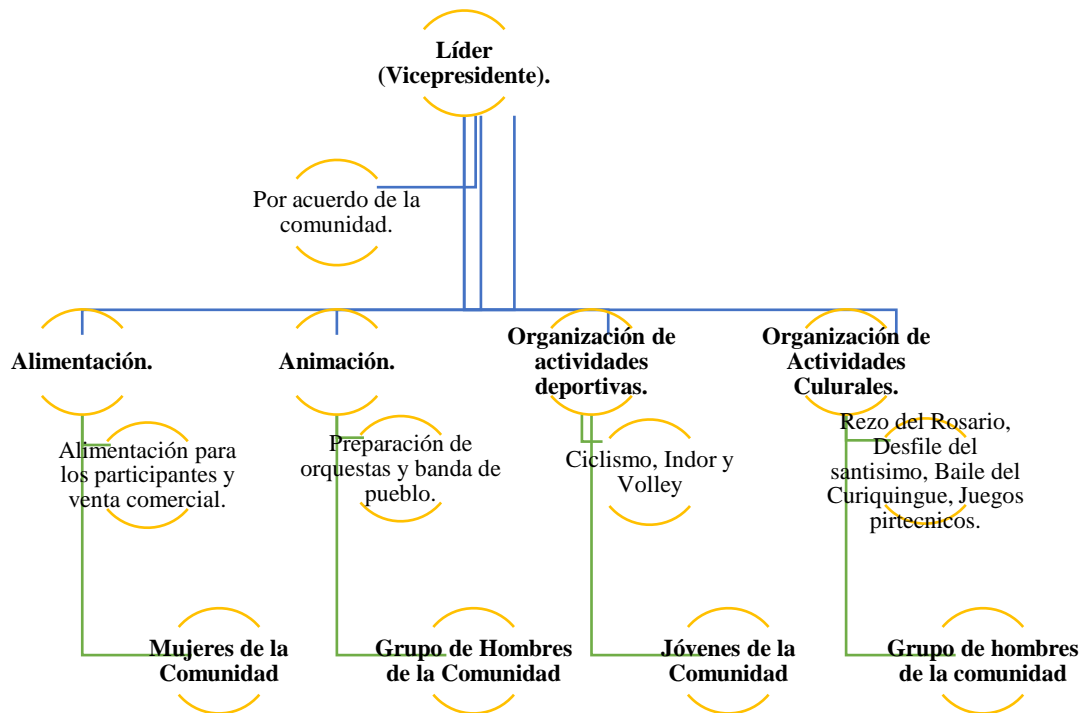 Líder
(Vicepresidente).
Por acuerdo de la
comunidad.
Alimentación.
Animación.
Organización de
actividades
deportivas.
Organización de
Actividades
Culurales.
Alimentación para
los participantes y
venta comercial.
Preparación de
orquestas y banda de
pueblo.
Ciclismo, Indor y
Volley
Rezo del Rosario,
Desfile del
santisimo, Baile del
Curiquingue, Juegos
pirtecnicos.
Mujeres de la
Comunidad
Grupo de Hombres
de la Comunidad
Jóvenes de la
Comunidad
Grupo de hombres
de la comunidad